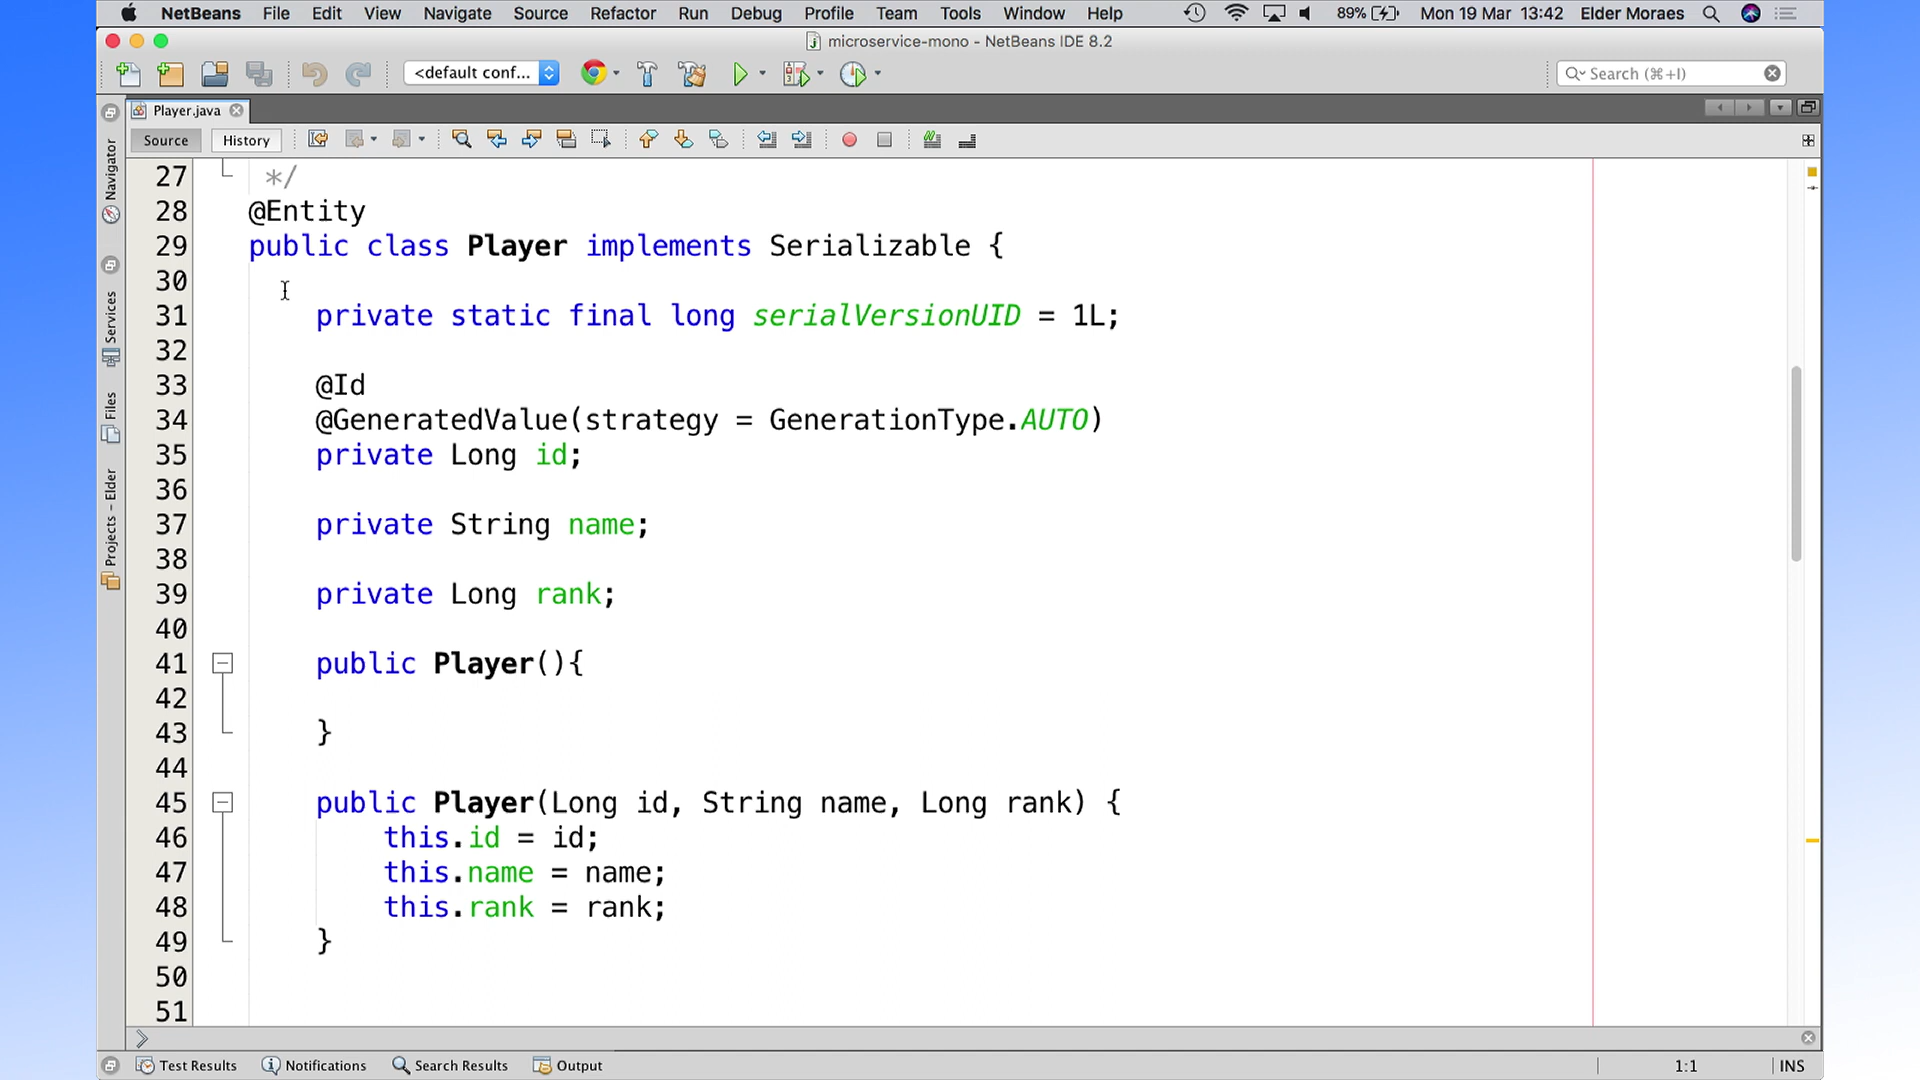 NetBeans File Edit View Navigate Source Refactor Run Debug Profile Team Tools Window Help 89% Mon 19 Mar 13:42 Elder Moraes
microservice-mono - NetBeans IDE 8.2
<default conf... Search (⌘+I)
Player.java
Source History
Navigator
Services
Files
Projects - Elder
27 */
28 @Entity
29 public class Player implements Serializable {
30
31 private static final long serialVersionUID = 1L;
32
33 @Id
34 @GeneratedValue(strategy = GenerationType.AUTO)
35 private Long id;
36
37 private String name;
38
39 private Long rank;
40
41 public Player(){
42
43 }
44
45 public Player(Long id, String name, Long rank) {
46 this.id = id;
47 this.name = name;
48 this.rank = rank;
49 }
50
51
Test Results Notifications Search Results Output 1:1 INS